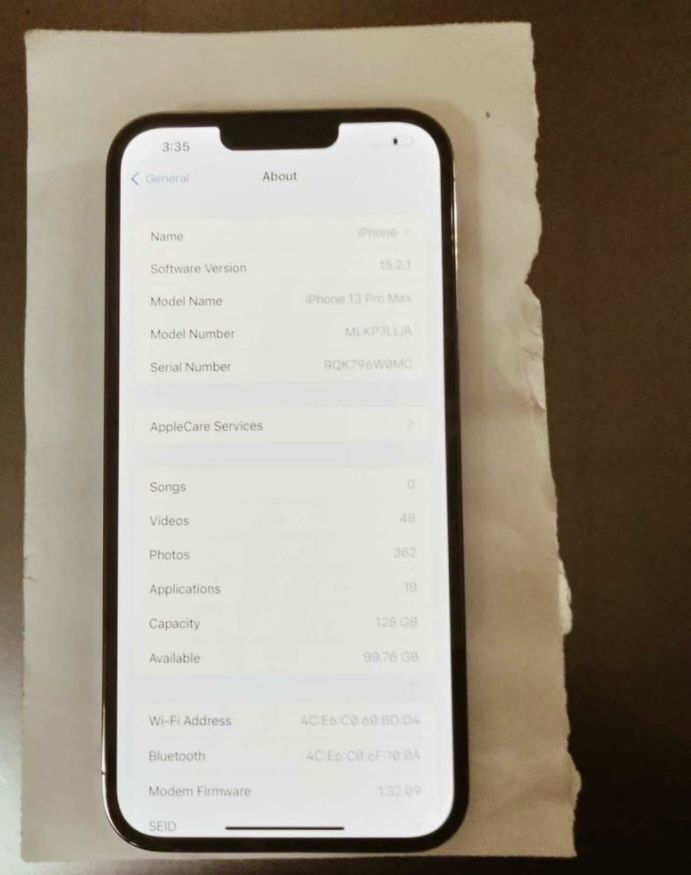 3:35
General
About
Name iPhone
Software Version 15.2.1
Model Name iPhone 13 Pro Max
Model Number MLKP3LL/A
Serial Number RQK796W0MC
AppleCare Services
Songs 0
Videos 48
Photos 362
Applications 19
Capacity 128 GB
Available 99.76 GB
Wi-Fi Address 4C:E6:C0:60:BD:D4
Bluetooth 4C:E6:C0:6F:10:0A
Modem Firmware 1.32.09
SEID